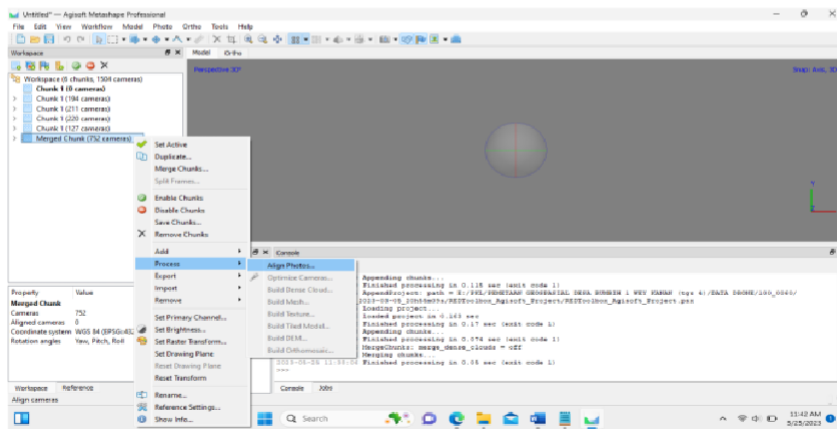 Untitled* — Agisoft Metashape Professional
File Edit View Workflow Model Photo Ortho Tools Help
Workspace
Model Ortho
Perspective 30°
Snap: Axis, 3D
Workspace (6 chunks, 1504 cameras)
Chunk 1 (0 cameras)
Chunk 1 (194 cameras)
Chunk 1 (211 cameras)
Chunk 1 (220 cameras)
Chunk 1 (127 cameras)
Merged Chunk (752 cameras)
Set Active
Duplicate...
Merge Chunks...
Split Frames...
Enable Chunks
Disable Chunks
Save Chunks...
Remove Chunks
Add
Process
Export
Import
Remove
Set Primary Channel...
Set Brightness...
Set Raster Transform...
Set Drawing Plane
Reset Drawing Plane
Reset Transform
Rename...
Reference Settings...
Show Info...
Align Photos...
Optimize Cameras...
Build Dense Cloud...
Build Mesh...
Build Texture...
Build Tiled Model...
Build DEM...
Build Orthomosaic...
Property Value
Merged Chunk
Cameras 752
Aligned cameras 0
Coordinate system WGS 84 (EPSG::432
Rotation angles Yaw, Pitch, Roll
Console
Appending chunks...
Finished processing in 0.118 sec (exit code 1)
AppendProject: path =
Loading project...
loaded project in 0.163 sec
Finished processing in 0.17 sec (exit code 1)
Appending chunks...
Finished processing in 0.074 sec (exit code 1)
MergeChunks: merge_dense_clouds = off
Merging chunks...
Finished processing in 0.05 sec (exit code 1)
>>>
Workspace Reference
Console Jobs
Align cameras
Search
11:42 AM
5/25/2023